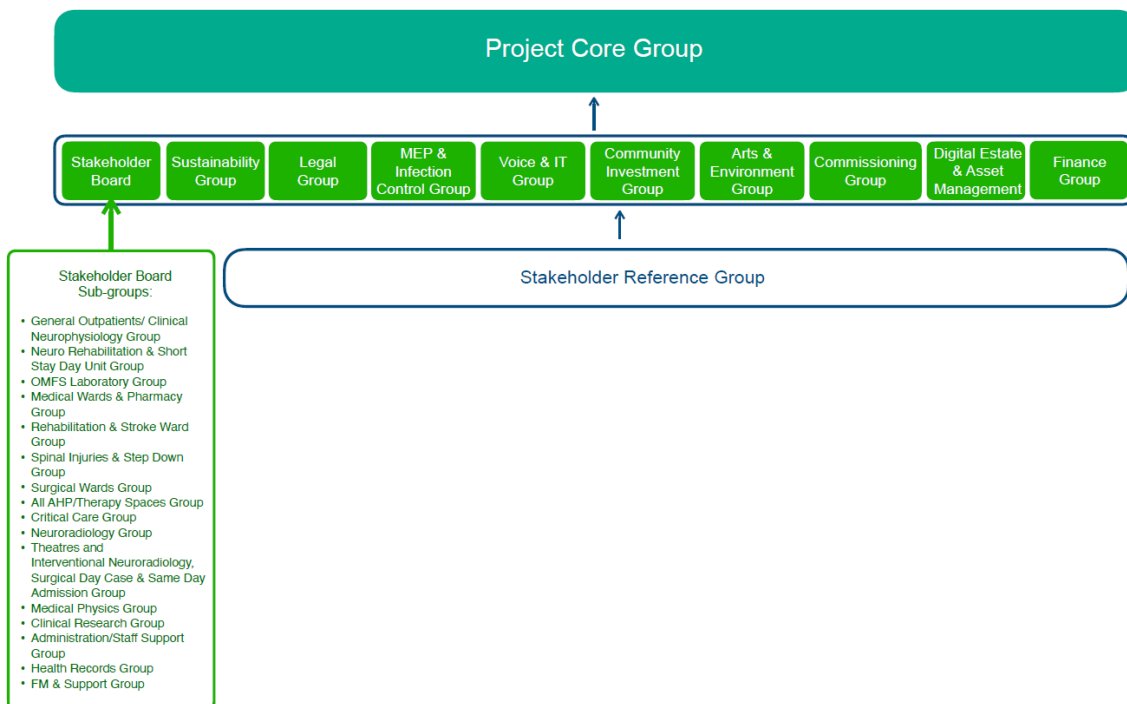 Project Core Group
Stakeholder
Board
Sustainability
Group
Legal
Group
MEP &
Infection
Control Group
Voice & IT
Group
Community
Investment
Group
Arts &
Environment
Group
Commissioning
Group
Digital Estate
& Asset
Management
Finance
Group
Stakeholder Reference Group
Stakeholder Board
Sub-groups:
• General Outpatients/ Clinical
Neurophysiology Group
• Neuro Rehabilitation & Short
Stay Day Unit Group
• OMFS Laboratory Group
• Medical Wards & Pharmacy
Group
• Rehabilitation & Stroke Ward
Group
• Spinal Injuries & Step Down
Group
• Surgical Wards Group
• All AHP/Therapy Spaces Group
• Critical Care Group
• Neuroradiology Group
• Theatres and
Interventional Neuroradiology,
Surgical Day Case & Same Day
Admission Group
• Medical Physics Group
• Clinical Research Group
• Administration/Staff Support
Group
• Health Records Group
• FM & Support Group